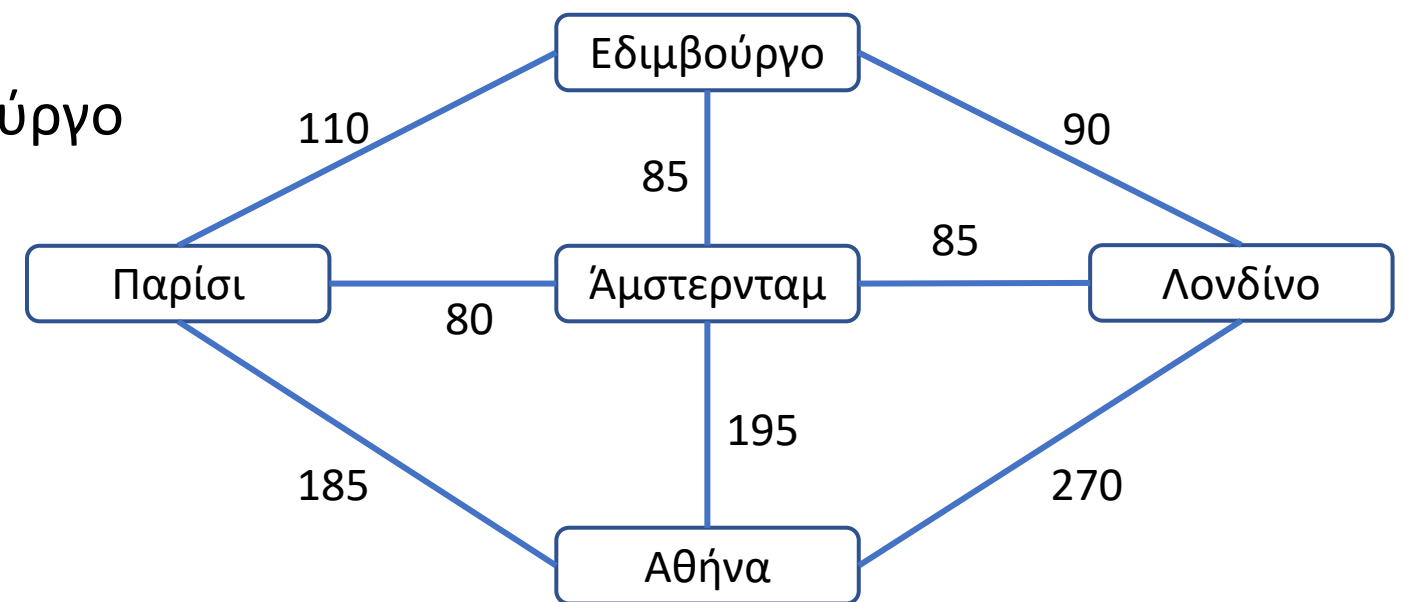 Εδιμβούργο
ύργο
110
90
85
85
Παρίσι
Άμστερνταμ
Λονδίνο
80
195
185
270
Αθήνα